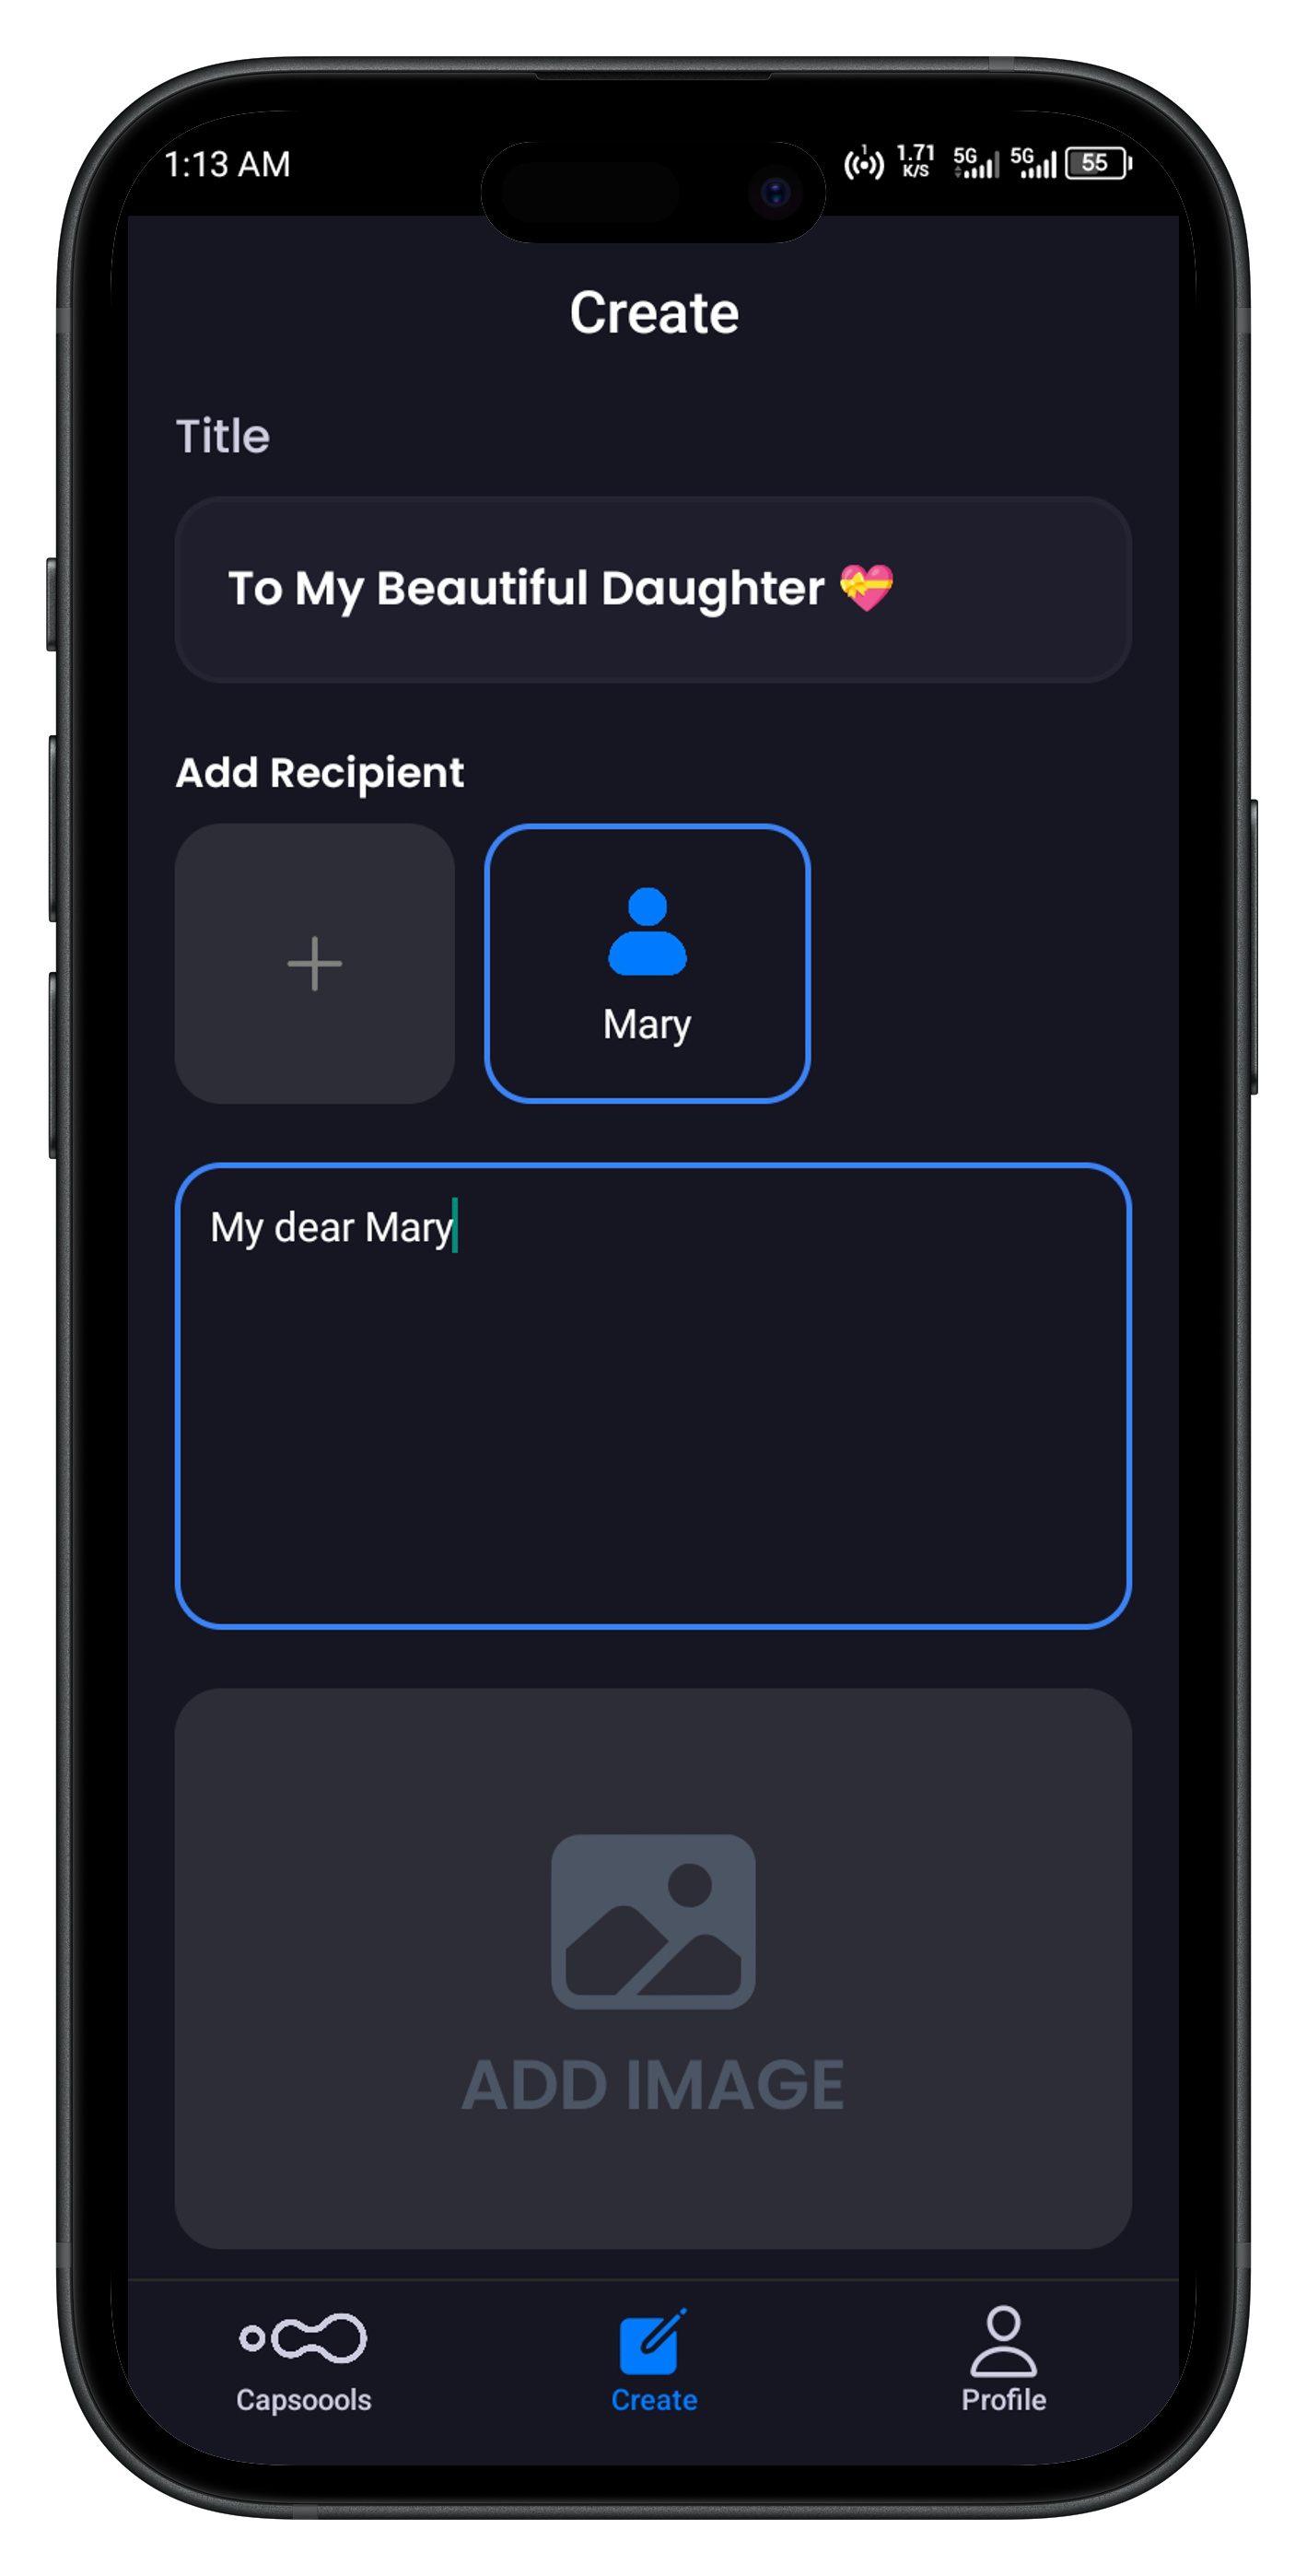 1:13 AM 1 1.71 K/S 5G 5G 55
Create
Title
To My Beautiful Daughter 💝
Add Recipient
Mary
My dear Mary
ADD IMAGE
Capsoools Create Profile